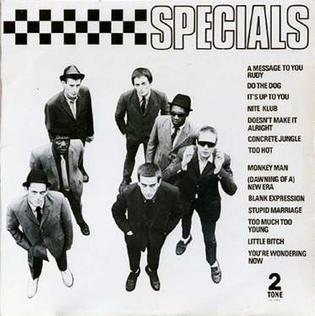 SPECIALS
A MESSAGE TO YOU
RUDY
DO THE DOG
IT'S UP TO YOU
NITE KLUB
DOESN'T MAKE IT
ALRIGHT
CONCRETE JUNGLE
TOO HOT
MONKEY MAN
(DAWNING OF A)
NEW ERA
BLANK EXPRESSION
STUPID MARRIAGE
TOO MUCH TOO
YOUNG
LITTLE BITCH
YOU'RE WONDERING
NOW
2
TONE